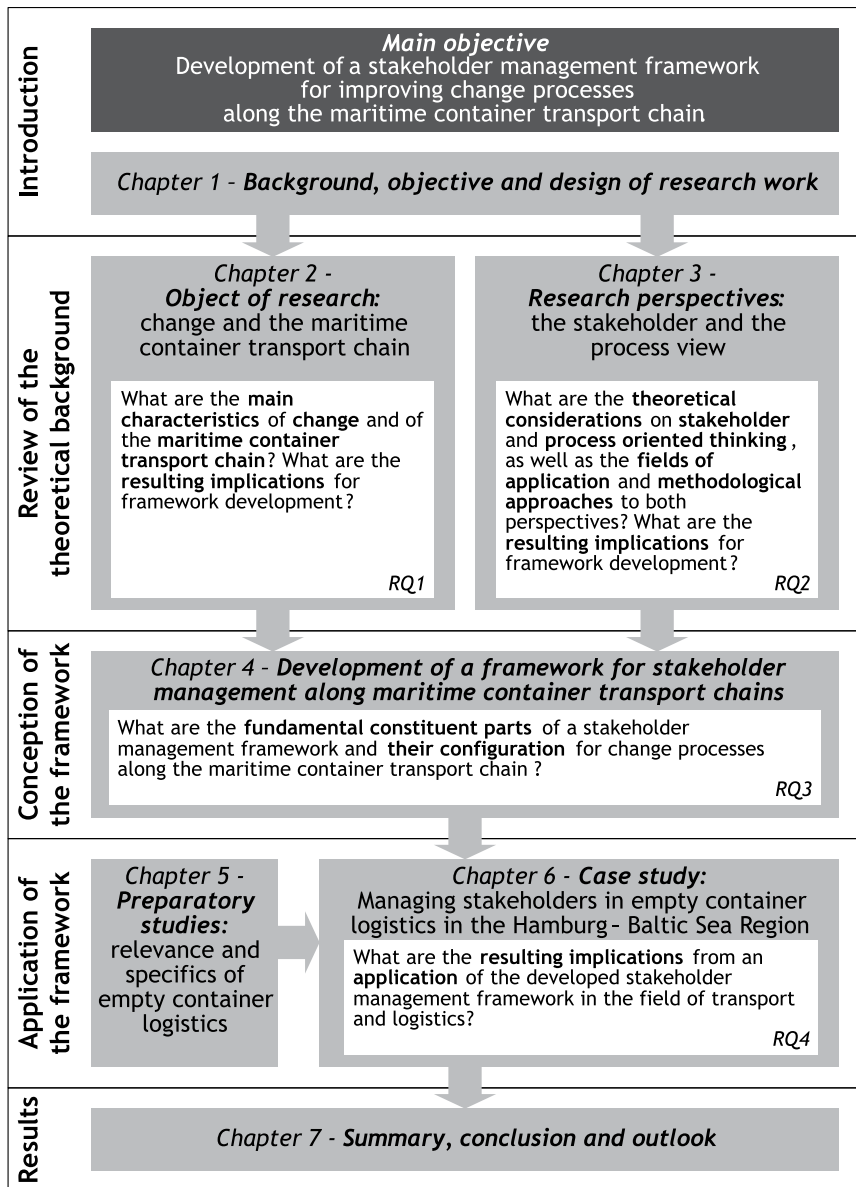 Introduction
Main objective
Development of a stakeholder management framework
for improving change processes
along the maritime container transport chain
Chapter 1 – Background, objective and design of research work
Review of the
theoretical background
Chapter 2 -
Object of research:
change and the maritime
container transport chain
What are the main
characteristics of change and of
the maritime container
transport chain? What are the
resulting implications for
framework development?
RQ1
Chapter 3 -
Research perspectives:
the stakeholder and the
process view
What are the theoretical
considerations on stakeholder
and process oriented thinking,
as well as the fields of
application and methodological
approaches to both
perspectives? What are the
resulting implications for
framework development?
RQ2
Conception of
the framework
Chapter 4 – Development of a framework for stakeholder
management along maritime container transport chains
What are the fundamental constituent parts of a stakeholder
management framework and their configuration for change processes
along the maritime container transport chain ?
RQ3
Application of
the framework
Chapter 5 -
Preparatory
studies:
relevance and
specifics of
empty container
logistics
Chapter 6 - Case study:
Managing stakeholders in empty container
logistics in the Hamburg – Baltic Sea Region
What are the resulting implications from an
application of the developed stakeholder
management framework in the field of transport
and logistics?
RQ4
Results
Chapter 7 - Summary, conclusion and outlook